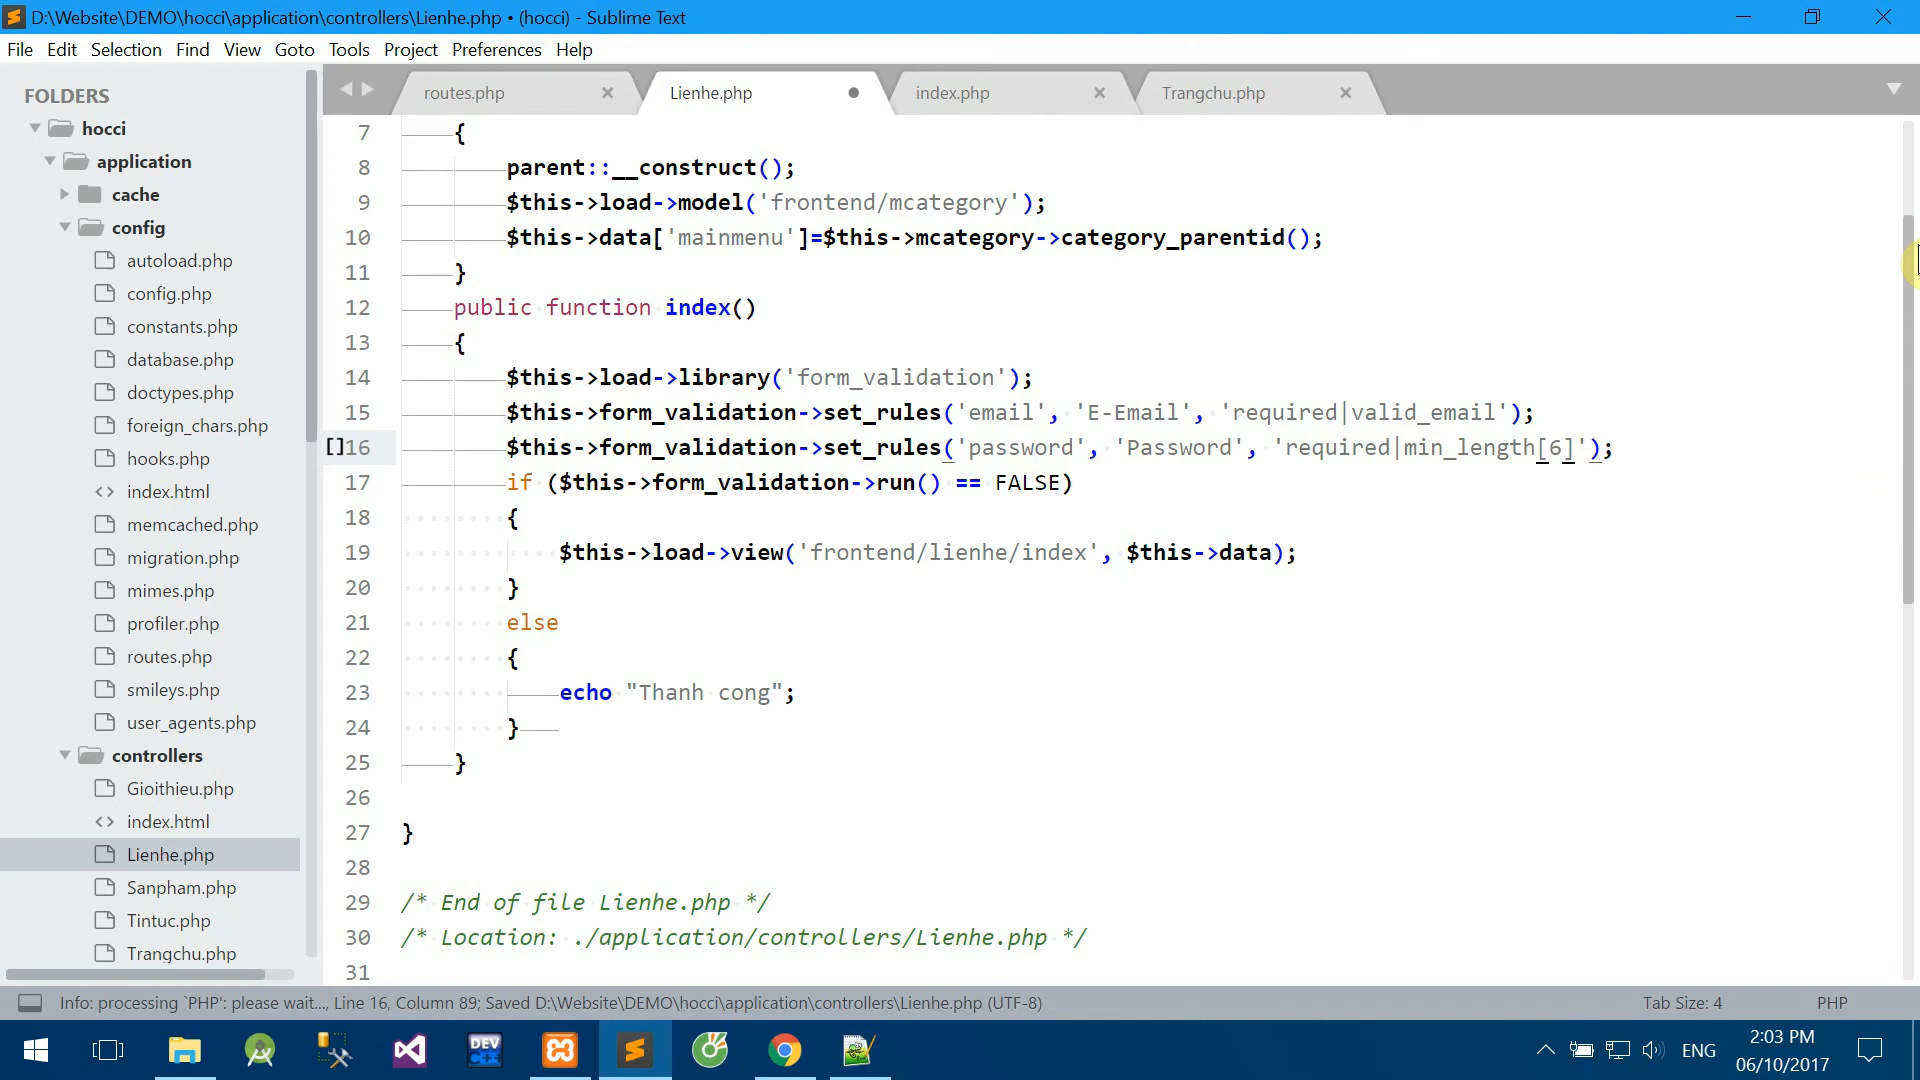 D:\Website\DEMO\hocci\application\controllers\Lienhe.php • (hocci) - Sublime Text
File Edit Selection Find View Goto Tools Project Preferences Help
FOLDERS
hocci
application
cache
config
autoload.php
config.php
constants.php
database.php
doctypes.php
foreign_chars.php
hooks.php
index.html
memcached.php
migration.php
mimes.php
profiler.php
routes.php
smileys.php
user_agents.php
controllers
Gioithieu.php
index.html
Lienhe.php
Sanpham.php
Tintuc.php
Trangchu.php
routes.php Lienhe.php index.php Trangchu.php
7 {
8 parent::__construct();
9 $this->load->model('frontend/mcategory');
10 $this->data['mainmenu']=$this->mcategory->category_parentid();
11 }
12 public function index()
13 {
14 $this->load->library('form_validation');
15 $this->form_validation->set_rules('email', 'E-Email', 'required|valid_email');
[]16 $this->form_validation->set_rules('password', 'Password', 'required|min_length[6]');
17 if ($this->form_validation->run() == FALSE)
18 {
19 $this->load->view('frontend/lienhe/index', $this->data);
20 }
21 else
22 {
23 echo "Thanh cong";
24 }
25 }
26
27 }
28
29 /* End of file Lienhe.php */
30 /* Location: ./application/controllers/Lienhe.php */
31
Info: processing `PHP': please wait..., Line 16, Column 89; Saved D:\Website\DEMO\hocci\application\controllers\Lienhe.php (UTF-8) Tab Size: 4 PHP
DEV C++
ENG
2:03 PM
06/10/2017